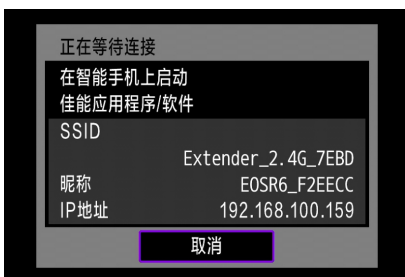 正在等待连接
在智能手机上启动
佳能应用程序/软件
SSID
Extender_2.4G_7EBD
昵称 EOSR6_F2EECC
IP地址 192.168.100.159
取消